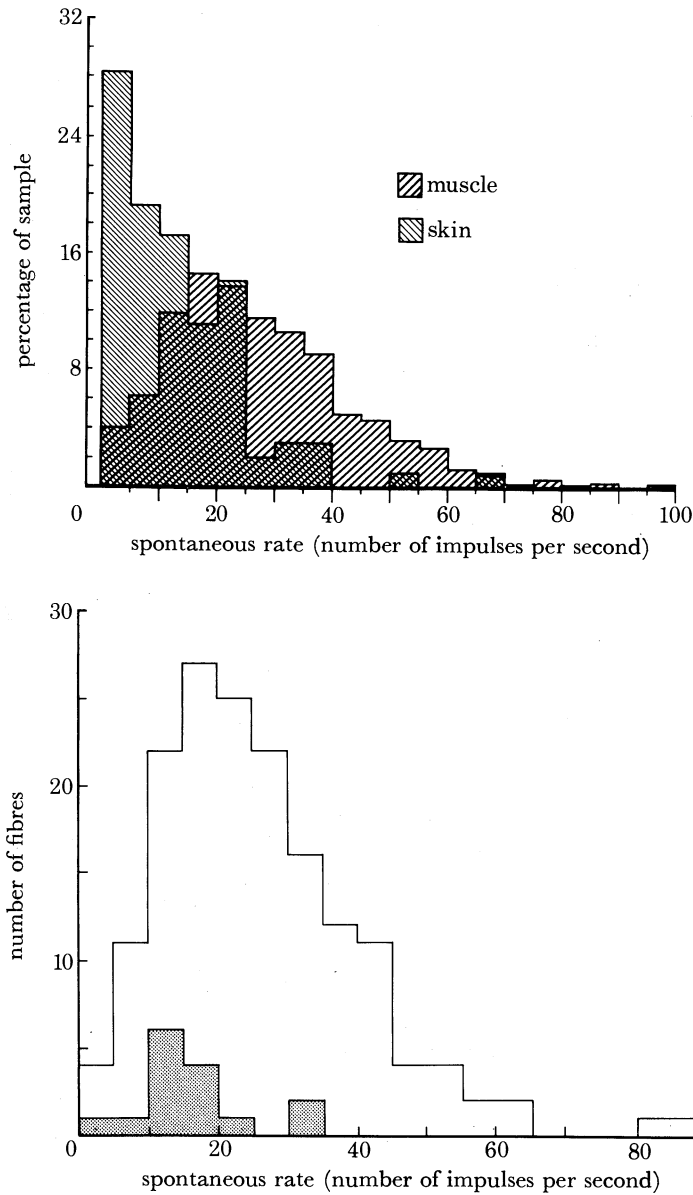 32
24
16
8
percentage of sample
muscle
skin
0 20 40 60 80 100
spontaneous rate (number of impulses per second)
30
20
10
number of fibres
0 20 40 60 80
spontaneous rate (number of impulses per second)